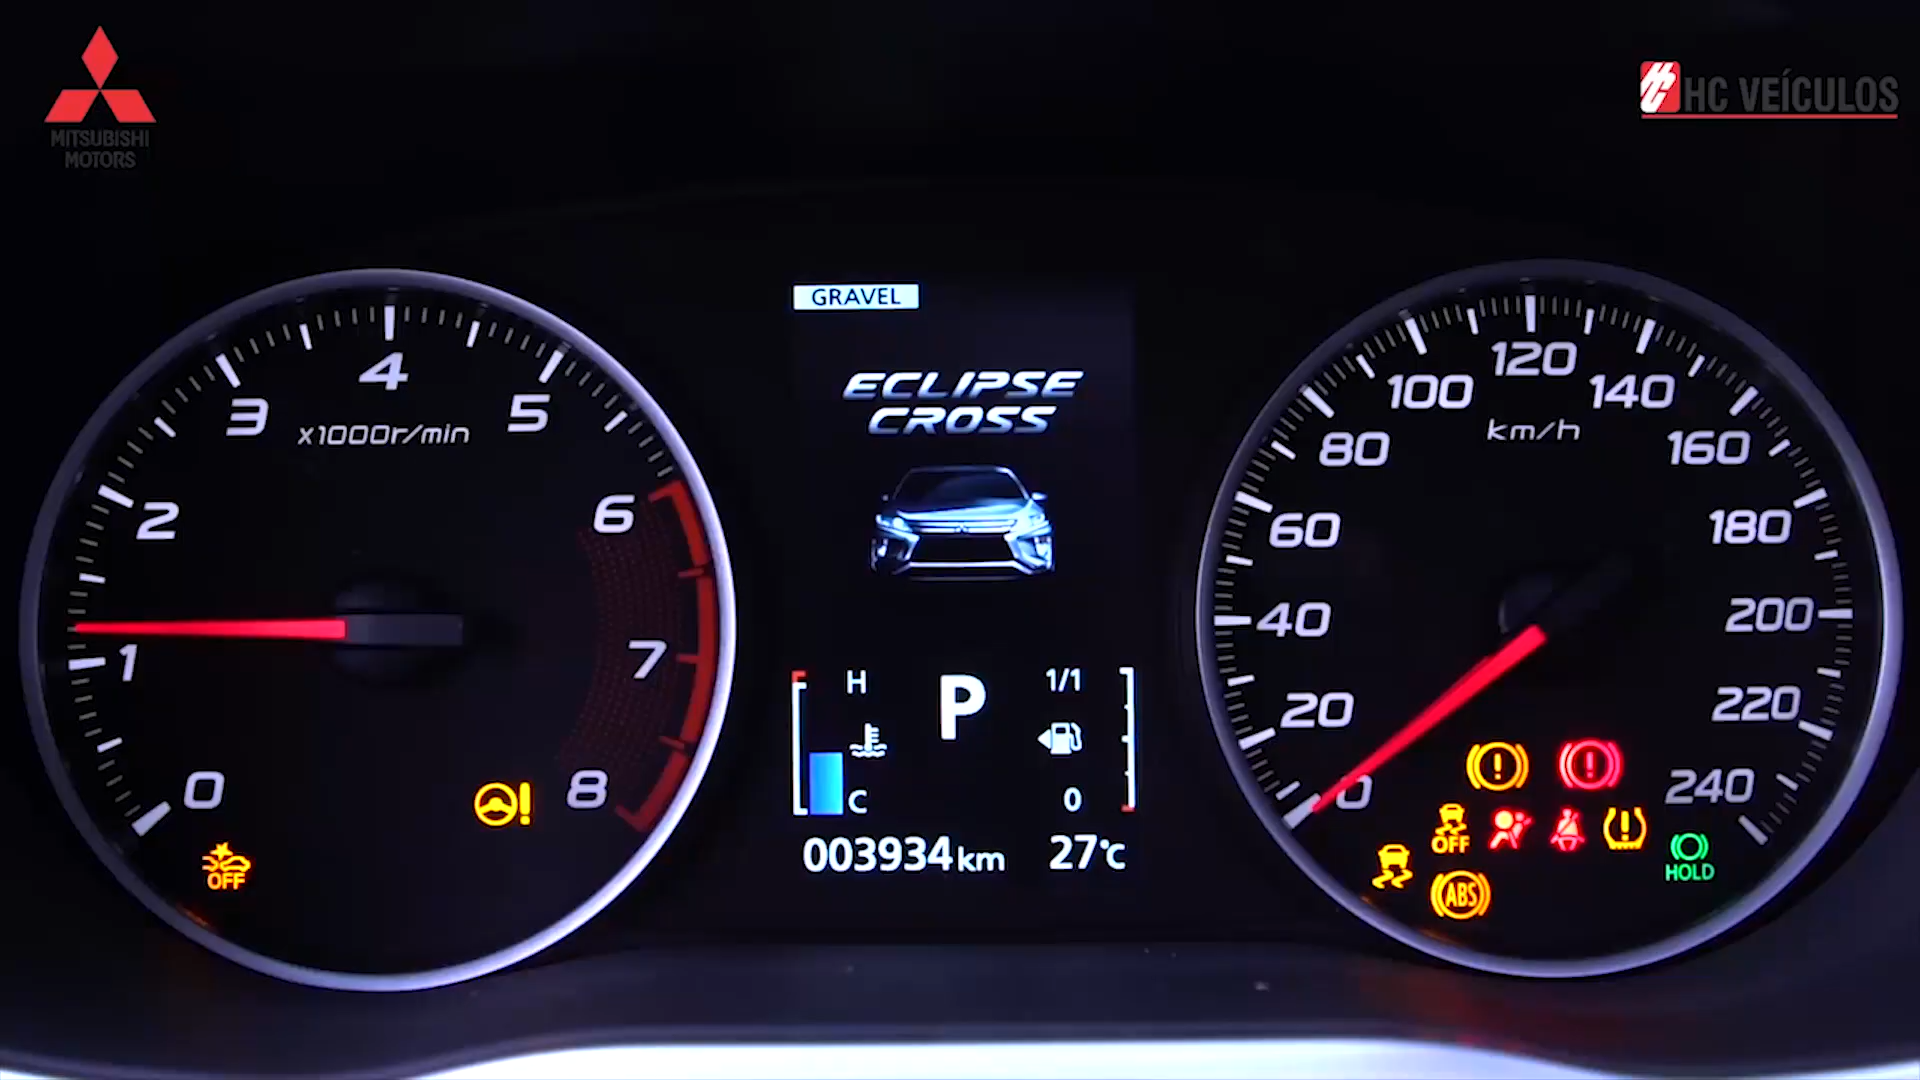 MITSUBISHI
MOTORS
HC VEÍCULOS
GRAVEL
ECLIPSE
CROSS
0
1
2
3
4
5
6
7
8
x1000r/min
OFF
H
C
P
1/1
0
003934 km
27°C
0
20
40
60
80
100
120
140
160
180
200
220
240
km/h
OFF
ABS
HOLD